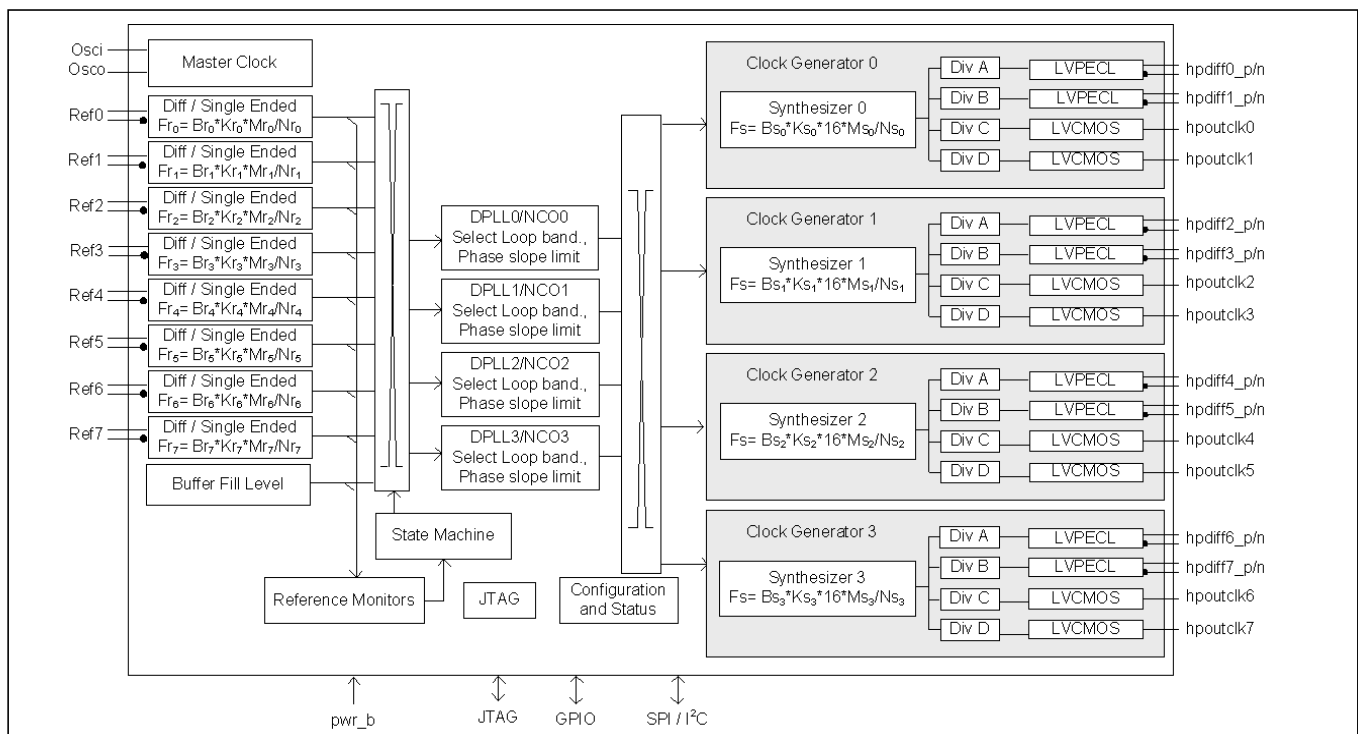 Osci
Osco
Master Clock
Ref0
Diff / Single Ended
Fr₀= Br₀*Kr₀*Mr₀/Nr₀
Ref1
Diff / Single Ended
Fr₁= Br₁*Kr₁*Mr₁/Nr₁
Ref2
Diff / Single Ended
Fr₂= Br₂*Kr₂*Mr₂/Nr₂
Ref3
Diff / Single Ended
Fr₃= Br₃*Kr₃*Mr₃/Nr₃
Ref4
Diff / Single Ended
Fr₄= Br₄*Kr₄*Mr₄/Nr₄
Ref5
Diff / Single Ended
Fr₅= Br₅*Kr₅*Mr₅/Nr₅
Ref6
Diff / Single Ended
Fr₆= Br₆*Kr₆*Mr₆/Nr₆
Ref7
Diff / Single Ended
Fr₇= Br₇*Kr₇*Mr₇/Nr₇
Buffer Fill Level
State Machine
Reference Monitors
JTAG
Configuration
and Status
DPLL0/NCO0
Select Loop band.,
Phase slope limit
DPLL1/NCO1
Select Loop band.,
Phase slope limit
DPLL2/NCO2
Select Loop band.,
Phase slope limit
DPLL3/NCO3
Select Loop band.,
Phase slope limit
Clock Generator 0
Synthesizer 0
Fs= Bs₀*Ks₀*16*Ms₀/Ns₀
Div A
LVPECL
hpdiff0_p/n
Div B
LVPECL
hpdiff1_p/n
Div C
LVCMOS
hpoutclk0
Div D
LVCMOS
hpoutclk1
Clock Generator 1
Synthesizer 1
Fs= Bs₁*Ks₁*16*Ms₁/Ns₁
Div A
LVPECL
hpdiff2_p/n
Div B
LVPECL
hpdiff3_p/n
Div C
LVCMOS
hpoutclk2
Div D
LVCMOS
hpoutclk3
Clock Generator 2
Synthesizer 2
Fs= Bs₂*Ks₂*16*Ms₂/Ns₂
Div A
LVPECL
hpdiff4_p/n
Div B
LVPECL
hpdiff5_p/n
Div C
LVCMOS
hpoutclk4
Div D
LVCMOS
hpoutclk5
Clock Generator 3
Synthesizer 3
Fs= Bs₃*Ks₃*16*Ms₃/Ns₃
Div A
LVPECL
hpdiff6_p/n
Div B
LVPECL
hpdiff7_p/n
Div C
LVCMOS
hpoutclk6
Div D
LVCMOS
hpoutclk7
pwr_b
JTAG
GPIO
SPI / I²C